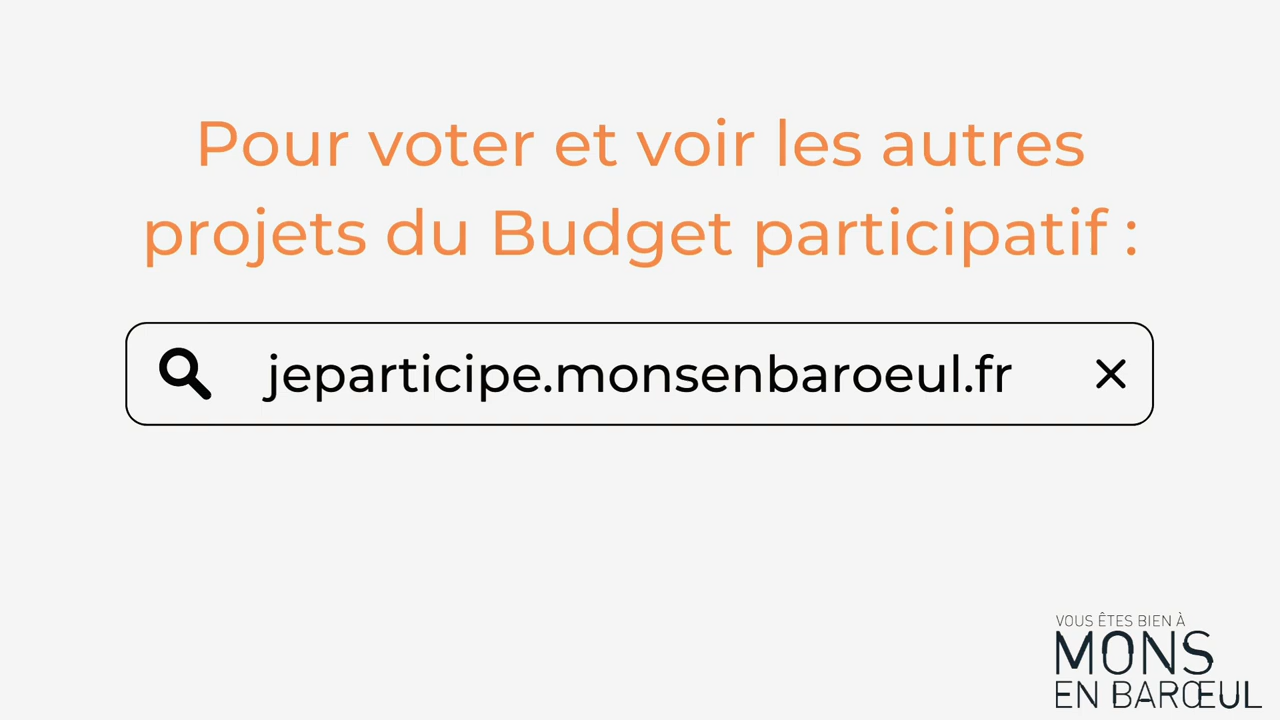 Pour voter et voir les autres
projets du Budget participatif :
jeparticipe.monsenbaroeul.fr
VOUS ÊTES BIEN À
MONS
EN BARŒUL